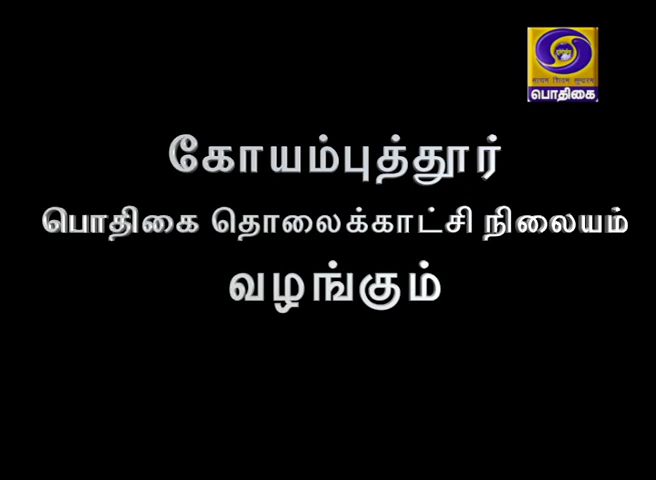 பொதிகை
கோயம்புத்தூர்
பொதிகை தொலைக்காட்சி நிலையம்
வழங்கும்